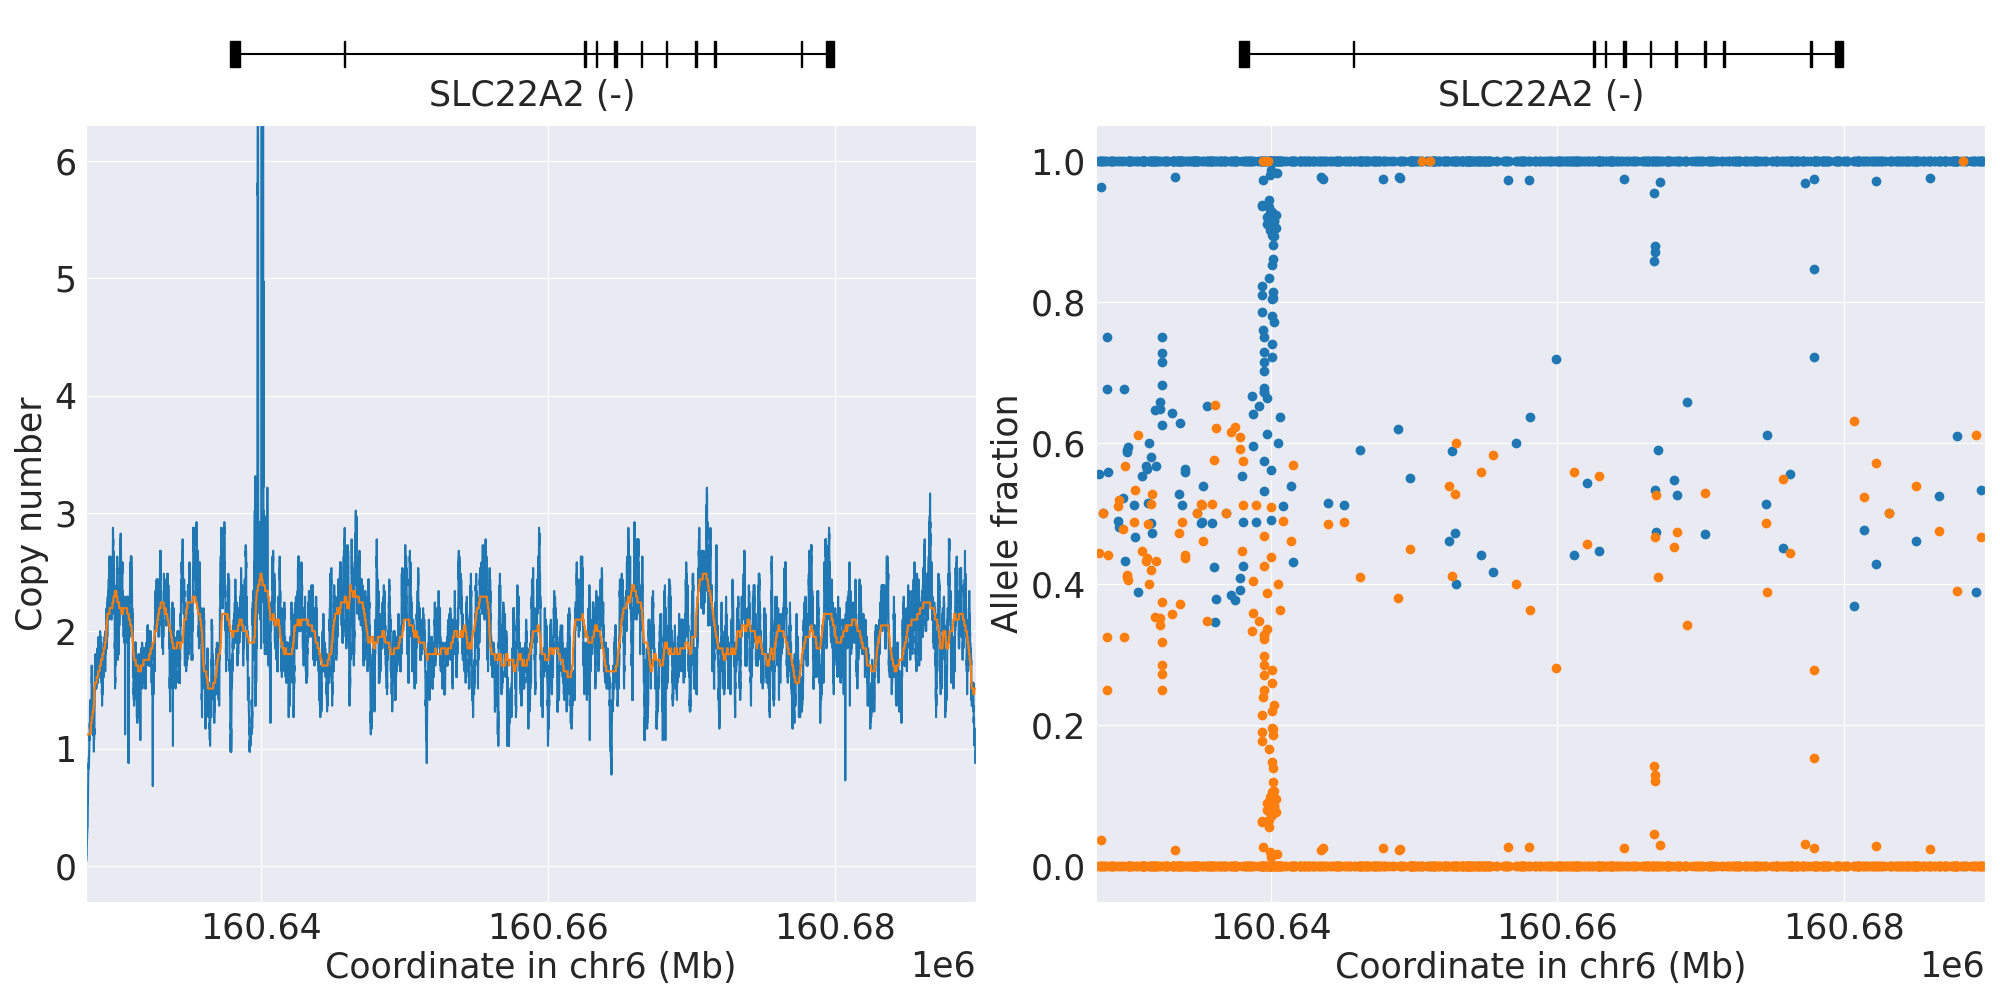 SLC22A2 (-)
Copy number
6
5
4
3
2
1
0
160.64
160.66
160.68
Coordinate in chr6 (Mb)
1e6
SLC22A2 (-)
Allele fraction
1.0
0.8
0.6
0.4
0.2
0.0
160.64
160.66
160.68
Coordinate in chr6 (Mb)
1e6